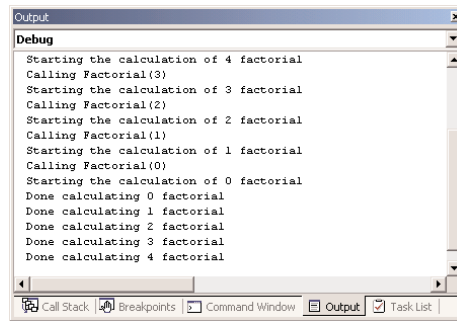 Output
Debug
Starting the calculation of 4 factorial
Calling Factorial(3)
Starting the calculation of 3 factorial
Calling Factorial(2)
Starting the calculation of 2 factorial
Calling Factorial(1)
Starting the calculation of 1 factorial
Calling Factorial(0)
Starting the calculation of 0 factorial
Done calculating 0 factorial
Done calculating 1 factorial
Done calculating 2 factorial
Done calculating 3 factorial
Done calculating 4 factorial
Call Stack Breakpoints Command Window Output Task List